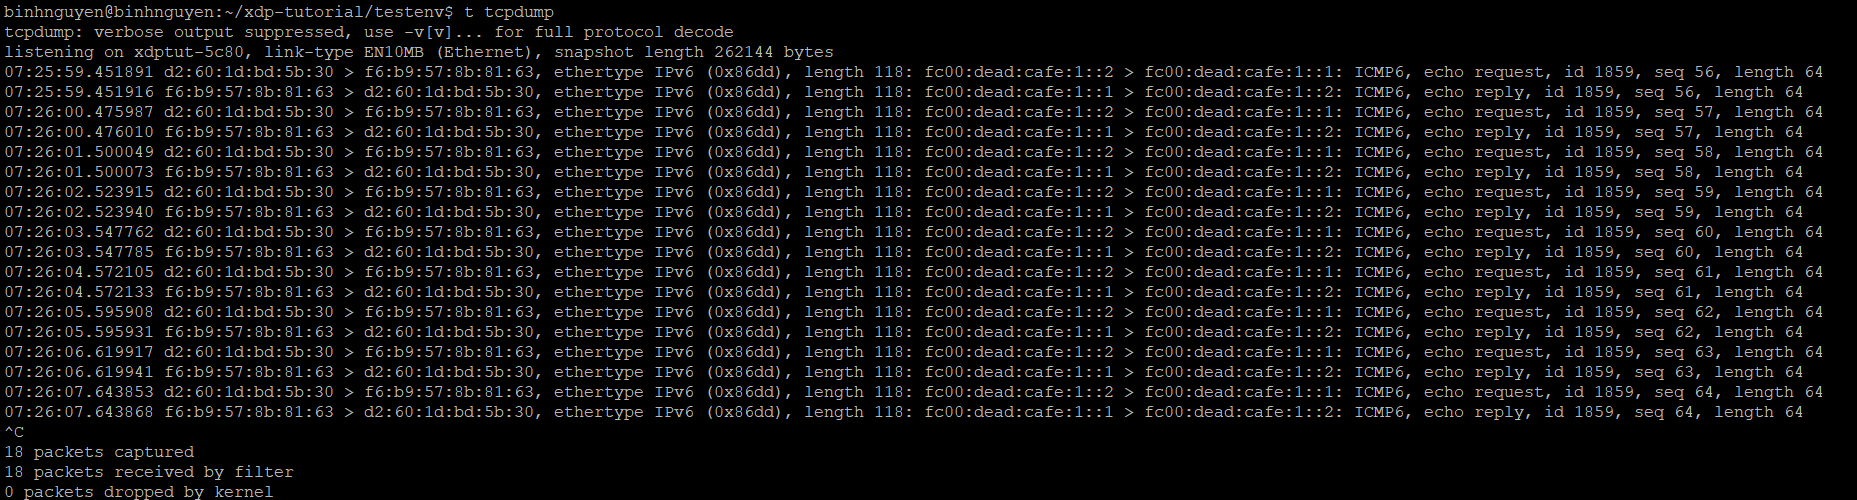 binhnguyen@binhnguyen:~/xdp-tutorial/testenv$ t tcpdump
tcpdump: verbose output suppressed, use -v[v]... for full protocol decode
listening on xdptut-5c80, link-type EN10MB (Ethernet), snapshot length 262144 bytes
07:25:59.451891 d2:60:1d:bd:5b:30 > f6:b9:57:8b:81:63, ethertype IPv6 (0x86dd), length 118: fc00:dead:cafe:1::2 > fc00:dead:cafe:1::1: ICMP6, echo request, id 1859, seq 56, length 64
07:25:59.451916 f6:b9:57:8b:81:63 > d2:60:1d:bd:5b:30, ethertype IPv6 (0x86dd), length 118: fc00:dead:cafe:1::1 > fc00:dead:cafe:1::2: ICMP6, echo reply, id 1859, seq 56, length 64
07:26:00.475987 d2:60:1d:bd:5b:30 > f6:b9:57:8b:81:63, ethertype IPv6 (0x86dd), length 118: fc00:dead:cafe:1::2 > fc00:dead:cafe:1::1: ICMP6, echo request, id 1859, seq 57, length 64
07:26:00.476010 f6:b9:57:8b:81:63 > d2:60:1d:bd:5b:30, ethertype IPv6 (0x86dd), length 118: fc00:dead:cafe:1::1 > fc00:dead:cafe:1::2: ICMP6, echo reply, id 1859, seq 57, length 64
07:26:01.500049 d2:60:1d:bd:5b:30 > f6:b9:57:8b:81:63, ethertype IPv6 (0x86dd), length 118: fc00:dead:cafe:1::2 > fc00:dead:cafe:1::1: ICMP6, echo request, id 1859, seq 58, length 64
07:26:01.500073 f6:b9:57:8b:81:63 > d2:60:1d:bd:5b:30, ethertype IPv6 (0x86dd), length 118: fc00:dead:cafe:1::1 > fc00:dead:cafe:1::2: ICMP6, echo reply, id 1859, seq 58, length 64
07:26:02.523915 d2:60:1d:bd:5b:30 > f6:b9:57:8b:81:63, ethertype IPv6 (0x86dd), length 118: fc00:dead:cafe:1::2 > fc00:dead:cafe:1::1: ICMP6, echo request, id 1859, seq 59, length 64
07:26:02.523940 f6:b9:57:8b:81:63 > d2:60:1d:bd:5b:30, ethertype IPv6 (0x86dd), length 118: fc00:dead:cafe:1::1 > fc00:dead:cafe:1::2: ICMP6, echo reply, id 1859, seq 59, length 64
07:26:03.547762 d2:60:1d:bd:5b:30 > f6:b9:57:8b:81:63, ethertype IPv6 (0x86dd), length 118: fc00:dead:cafe:1::2 > fc00:dead:cafe:1::1: ICMP6, echo request, id 1859, seq 60, length 64
07:26:03.547785 f6:b9:57:8b:81:63 > d2:60:1d:bd:5b:30, ethertype IPv6 (0x86dd), length 118: fc00:dead:cafe:1::1 > fc00:dead:cafe:1::2: ICMP6, echo reply, id 1859, seq 60, length 64
07:26:04.572105 d2:60:1d:bd:5b:30 > f6:b9:57:8b:81:63, ethertype IPv6 (0x86dd), length 118: fc00:dead:cafe:1::2 > fc00:dead:cafe:1::1: ICMP6, echo request, id 1859, seq 61, length 64
07:26:04.572133 f6:b9:57:8b:81:63 > d2:60:1d:bd:5b:30, ethertype IPv6 (0x86dd), length 118: fc00:dead:cafe:1::1 > fc00:dead:cafe:1::2: ICMP6, echo reply, id 1859, seq 61, length 64
07:26:05.595908 d2:60:1d:bd:5b:30 > f6:b9:57:8b:81:63, ethertype IPv6 (0x86dd), length 118: fc00:dead:cafe:1::2 > fc00:dead:cafe:1::1: ICMP6, echo request, id 1859, seq 62, length 64
07:26:05.595931 f6:b9:57:8b:81:63 > d2:60:1d:bd:5b:30, ethertype IPv6 (0x86dd), length 118: fc00:dead:cafe:1::1 > fc00:dead:cafe:1::2: ICMP6, echo reply, id 1859, seq 62, length 64
07:26:06.619917 d2:60:1d:bd:5b:30 > f6:b9:57:8b:81:63, ethertype IPv6 (0x86dd), length 118: fc00:dead:cafe:1::2 > fc00:dead:cafe:1::1: ICMP6, echo request, id 1859, seq 63, length 64
07:26:06.619941 f6:b9:57:8b:81:63 > d2:60:1d:bd:5b:30, ethertype IPv6 (0x86dd), length 118: fc00:dead:cafe:1::1 > fc00:dead:cafe:1::2: ICMP6, echo reply, id 1859, seq 63, length 64
07:26:07.643853 d2:60:1d:bd:5b:30 > f6:b9:57:8b:81:63, ethertype IPv6 (0x86dd), length 118: fc00:dead:cafe:1::2 > fc00:dead:cafe:1::1: ICMP6, echo request, id 1859, seq 64, length 64
07:26:07.643868 f6:b9:57:8b:81:63 > d2:60:1d:bd:5b:30, ethertype IPv6 (0x86dd), length 118: fc00:dead:cafe:1::1 > fc00:dead:cafe:1::2: ICMP6, echo reply, id 1859, seq 64, length 64
^C
18 packets captured
18 packets received by filter
0 packets dropped by kernel